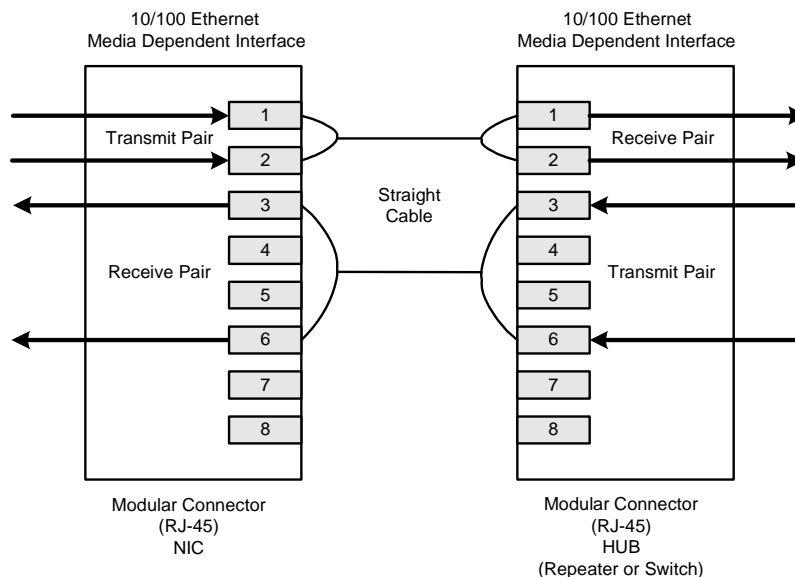 10/100 Ethernet
Media Dependent Interface
10/100 Ethernet
Media Dependent Interface
1
Transmit Pair
2
3
4
Receive Pair
5
6
7
8
Straight
Cable
1
Receive Pair
2
3
4
Transmit Pair
5
6
7
8
Modular Connector
(RJ-45)
NIC
Modular Connector
(RJ-45)
HUB
(Repeater or Switch)